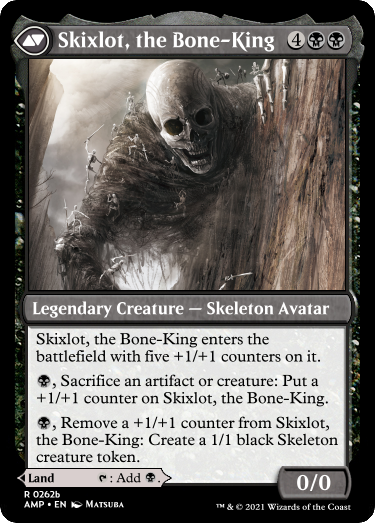 Skixlot, the Bone-King 4
Legendary Creature — Skeleton Avatar
Skixlot, the Bone-King enters the
battlefield with five +1/+1 counters on it.
, Sacrifice an artifact or creature: Put a
+1/+1 counter on Skixlot, the Bone-King.
, Remove a +1/+1 counter from Skixlot,
the Bone-King: Create a 1/1 black Skeleton
creature token.
Land : Add .
0/0
R 0262b
AMP • EN Matsuba
™ & © 2021 Wizards of the Coast